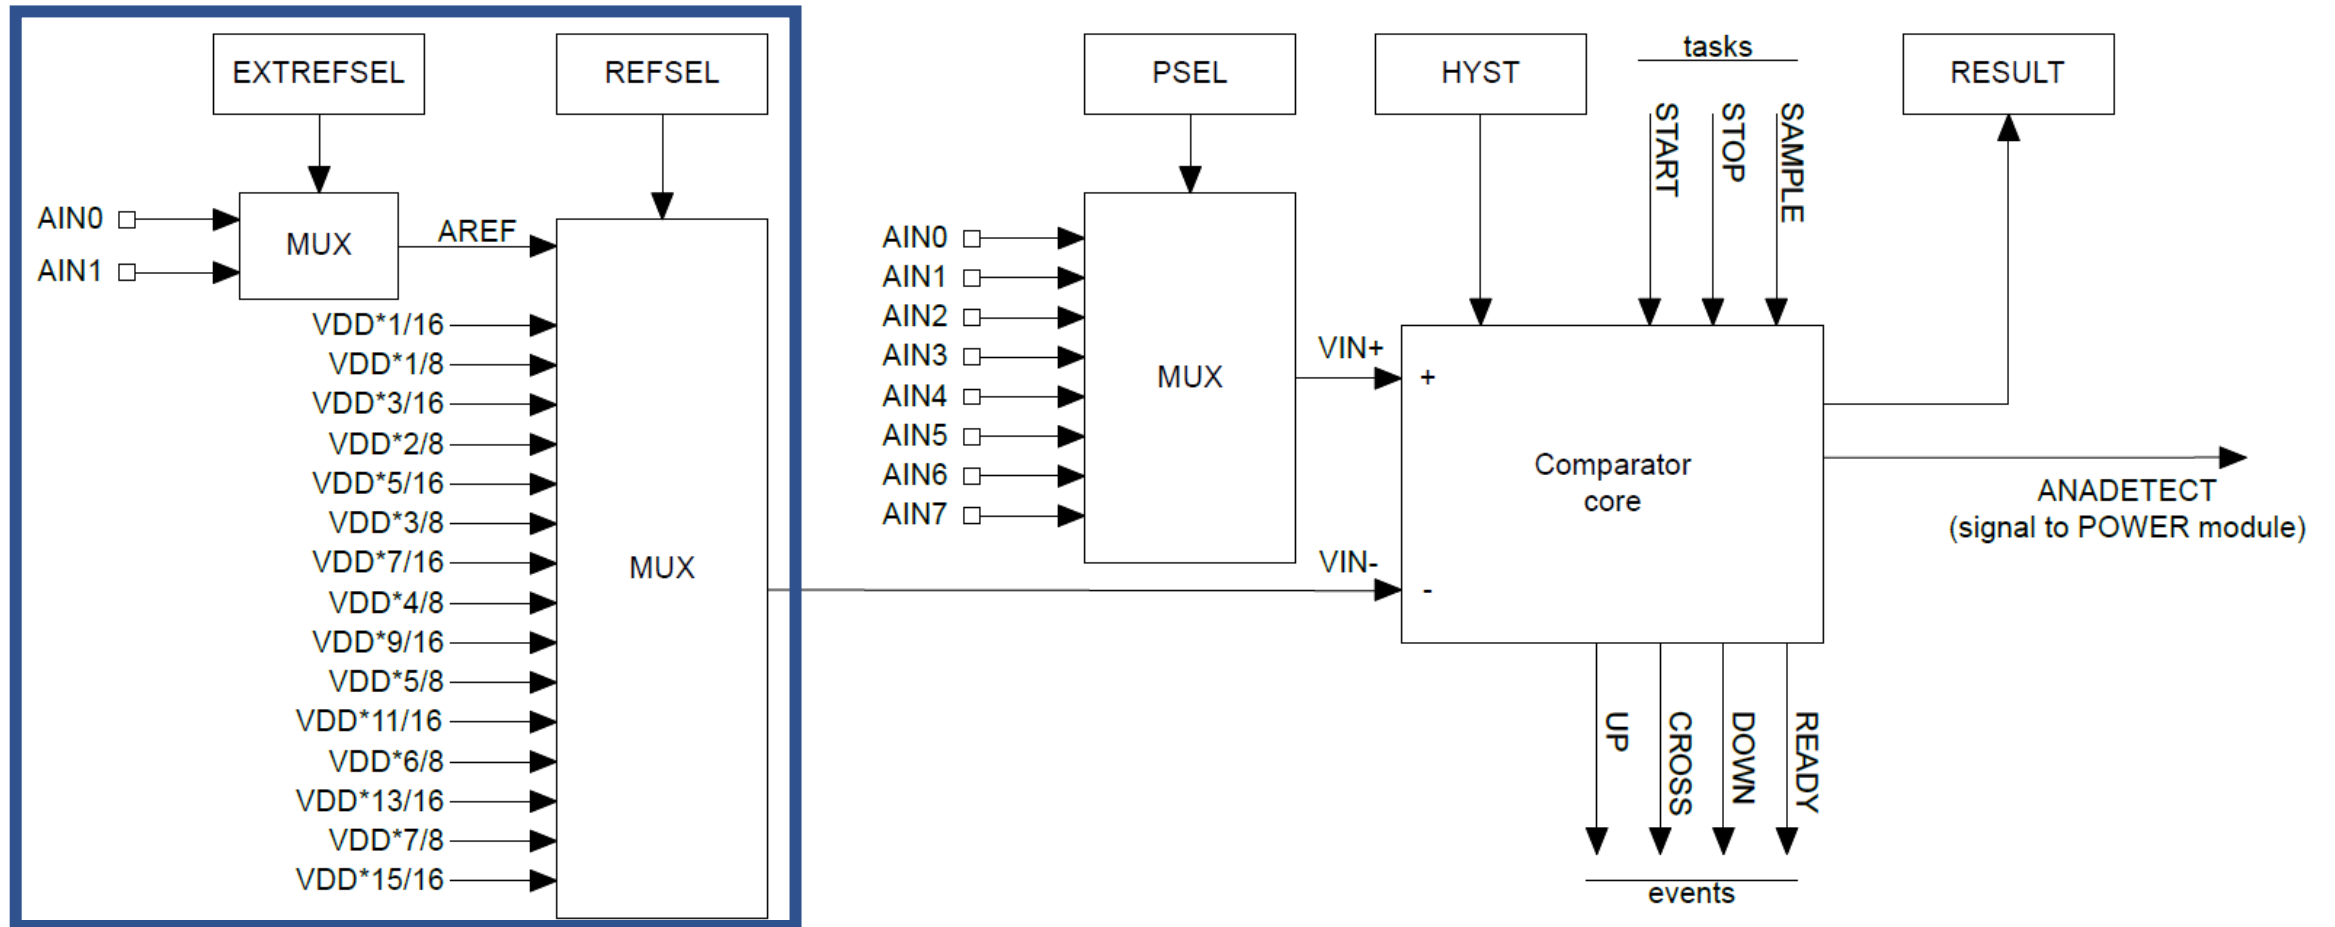 EXTREFSEL
REFSEL
PSEL
HYST
tasks
RESULT
START
STOP
SAMPLE
AIN0
AIN1
MUX
AREF
VDD*1/16
VDD*1/8
VDD*3/16
VDD*2/8
VDD*5/16
VDD*3/8
VDD*7/16
VDD*4/8
VDD*9/16
VDD*5/8
VDD*11/16
VDD*6/8
VDD*13/16
VDD*7/8
VDD*15/16
MUX
AIN0
AIN1
AIN2
AIN3
AIN4
AIN5
AIN6
AIN7
MUX
VIN+
VIN-
+
-
Comparator
core
ANADETECT
(signal to POWER module)
UP
CROSS
DOWN
READY
events